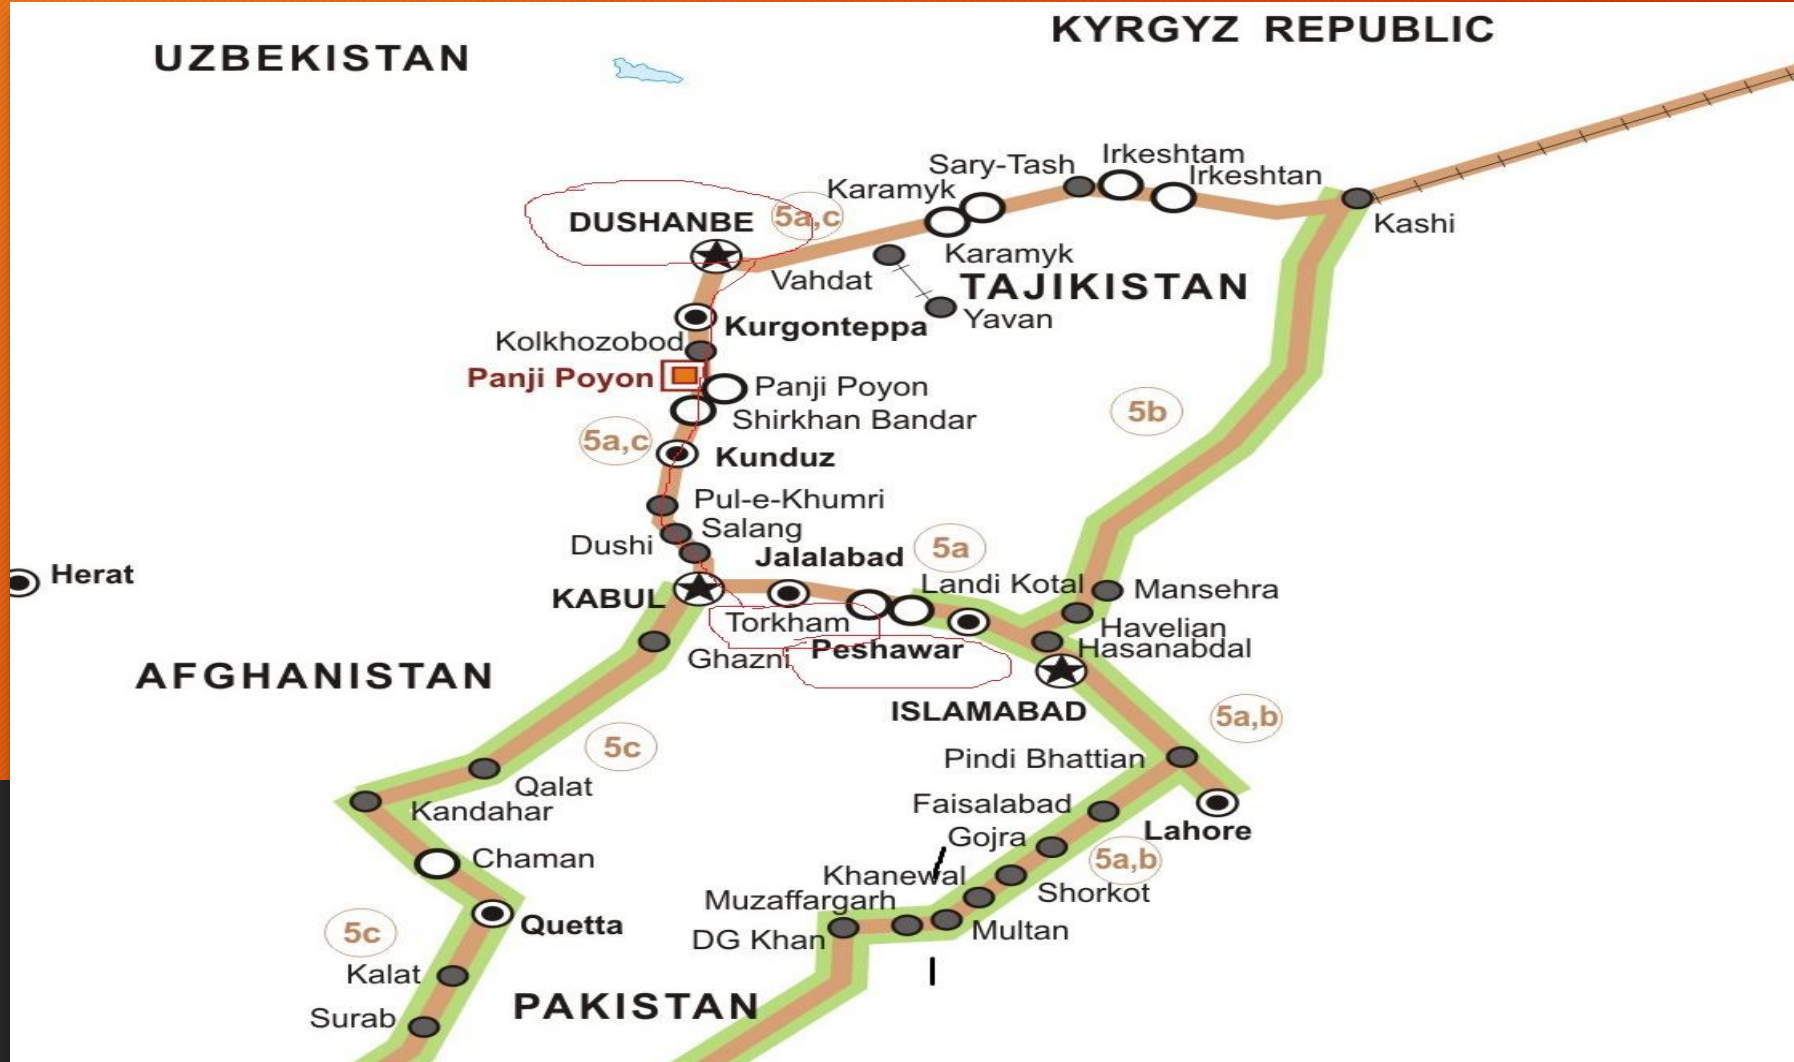 KYRGYZ REPUBLIC
UZBEKISTAN
Irkeshtam
Sary-Tash
Irkeshtan
Karamyk
DUSHANBE
5a,c
Kashi
Karamyk
Vahdat
TAJIKISTAN
Yavan
Kurgonteppa
Kolkhozobod
Panji Poyon
Panji Poyon
Shirkhan Bandar
5b
5a,c
Kunduz
Pul-e-Khumri
Salang
Dushi
Jalalabad
5a
Herat
Landi Kotal
Mansehra
KABUL
Torkham
Havelian
Peshawar
Hasanabdal
Ghazni
AFGHANISTAN
ISLAMABAD
5a,b
5c
Pindi Bhattian
Qalat
Kandahar
Faisalabad
Lahore
Gojra
Chaman
5a,b
Khanewal
Shorkot
Muzaffargarh
Quetta
5c
DG Khan
Multan
Kalat
PAKISTAN
Surab